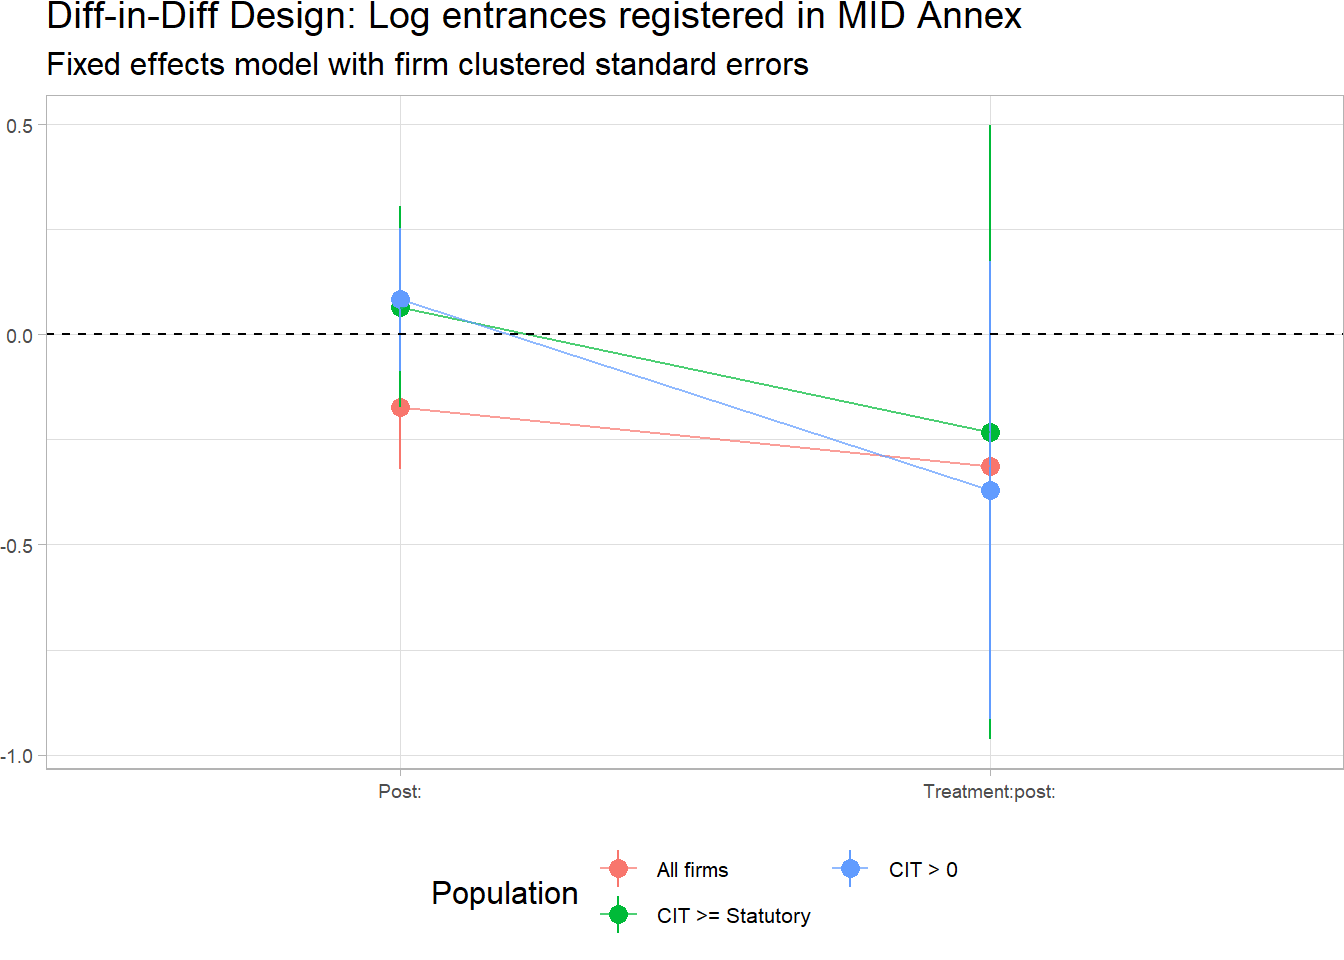 Diff-in-Diff Design: Log entrances registered in MID Annex
Fixed effects model with firm clustered standard errors
0.5
0.0
-0.5
-1.0
Post:
Treatment:post:
Population
All firms
CIT > 0
CIT >= Statutory